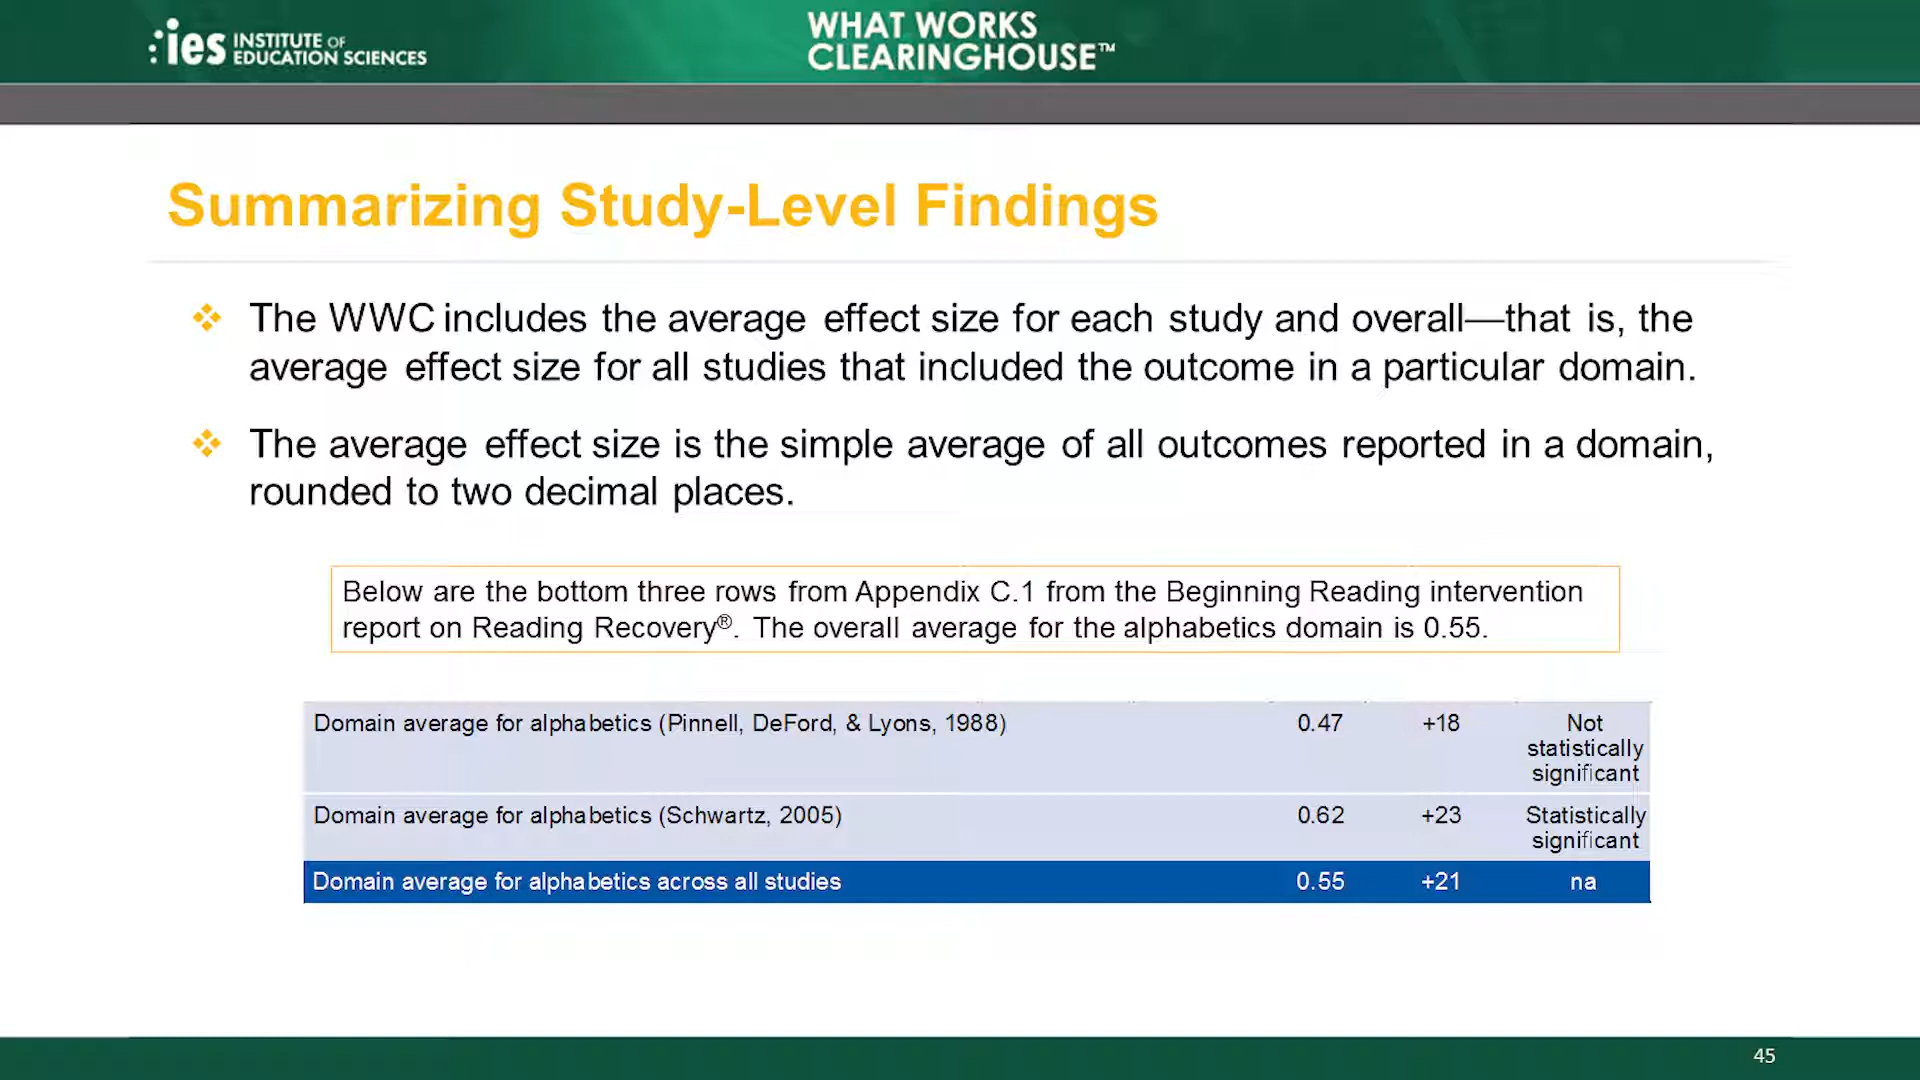 ies INSTITUTE OF
EDUCATION SCIENCES
WHAT WORKS
CLEARINGHOUSE™
Summarizing Study-Level Findings
The WWC includes the average effect size for each study and overall—that is, the
average effect size for all studies that included the outcome in a particular domain.
The average effect size is the simple average of all outcomes reported in a domain,
rounded to two decimal places.
Below are the bottom three rows from Appendix C.1 from the Beginning Reading intervention
report on Reading Recovery®. The overall average for the alphabetics domain is 0.55.
Domain average for alphabetics (Pinnell, DeFord, & Lyons, 1988) 0.47 +18 Not
statistically
significant
Domain average for alphabetics (Schwartz, 2005) 0.62 +23 Statistically
significant
Domain average for alphabetics across all studies 0.55 +21 na
45